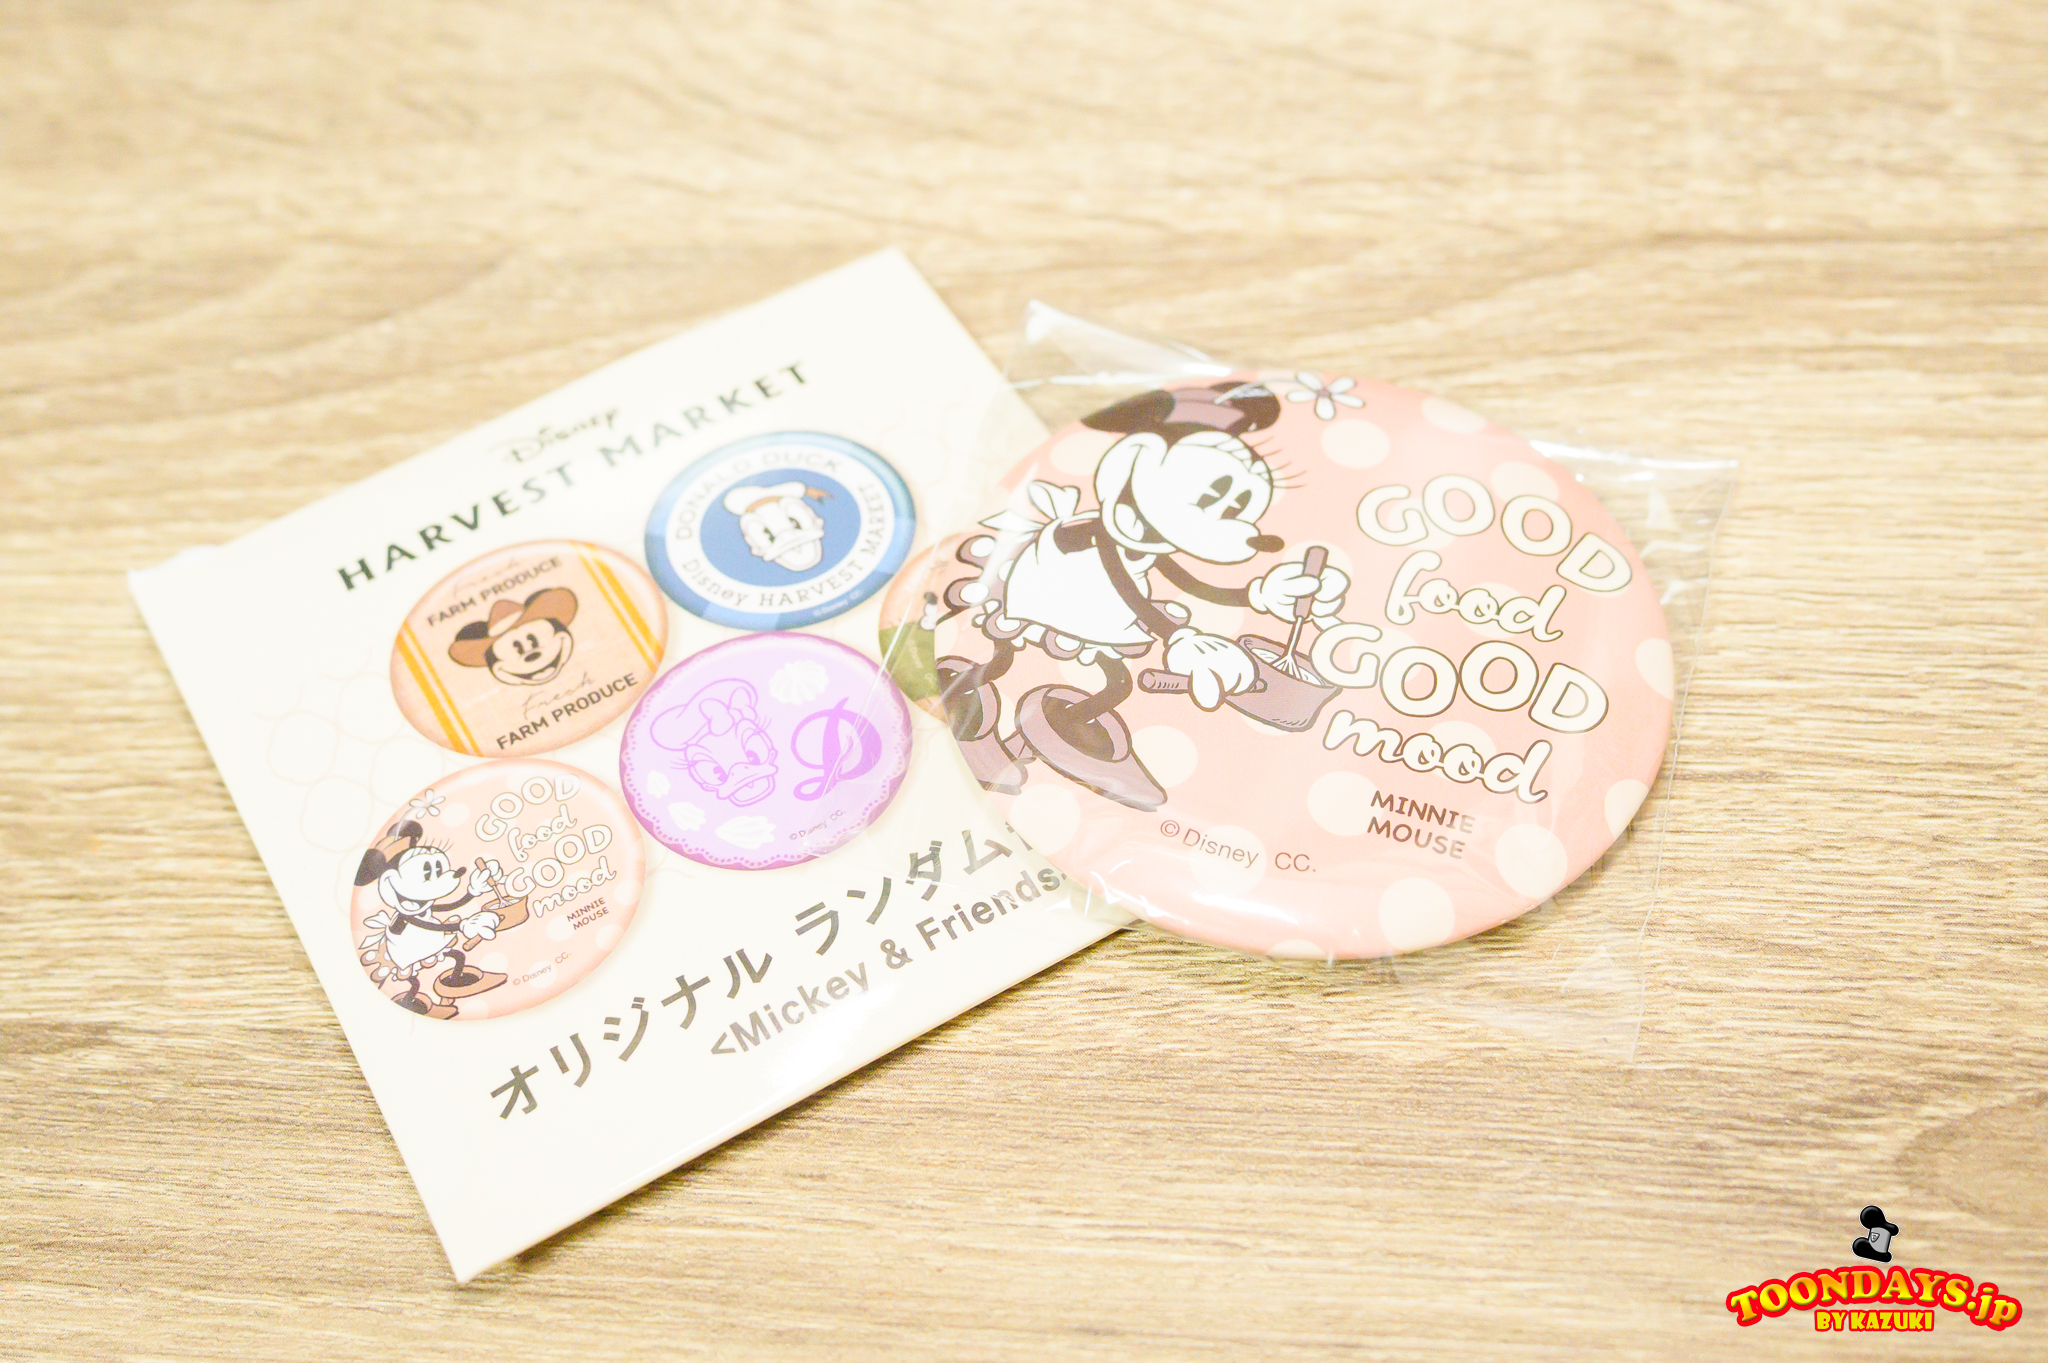 Disney
HARVEST MARKET
DONALD DUCK
Disney HARVEST MARKET
©Disney CC.
fresh
FARM PRODUCE
fresh
FARM PRODUCE
D
©Disney CC.
GOOD
food
GOOD
mood
MINNIE
MOUSE
©Disney CC.
オリジナル ランダム
<Mickey & Friends
GOOD
food
GOOD
mood
MINNIE
MOUSE
©Disney CC.
TOONDAYS.jp
BY KAZUKI